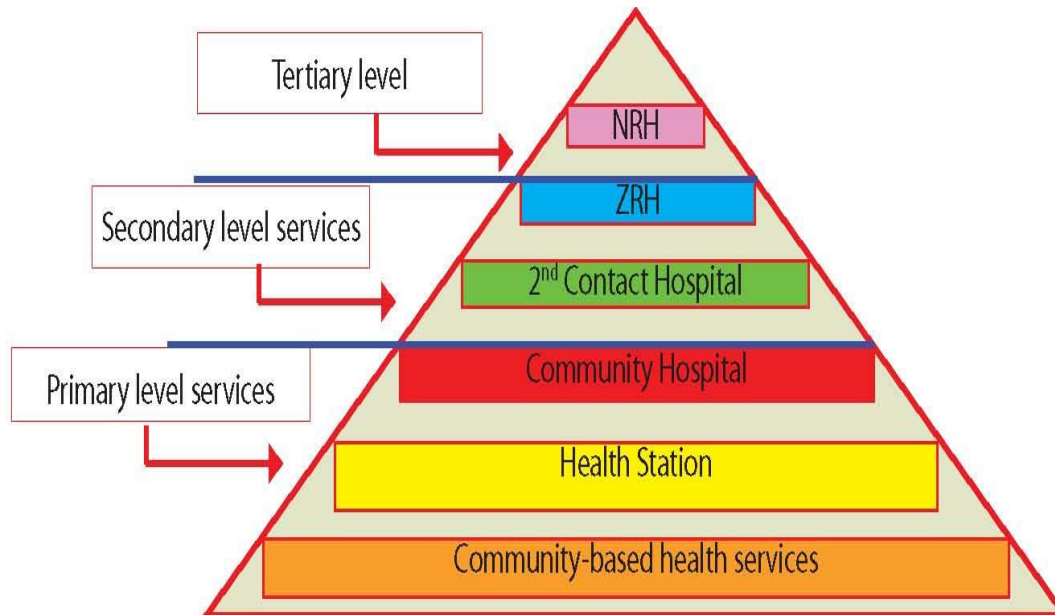 Tertiary level
NRH
ZRH
Secondary level services
2nd Contact Hospital
Community Hospital
Primary level services
Health Station
Community-based health services